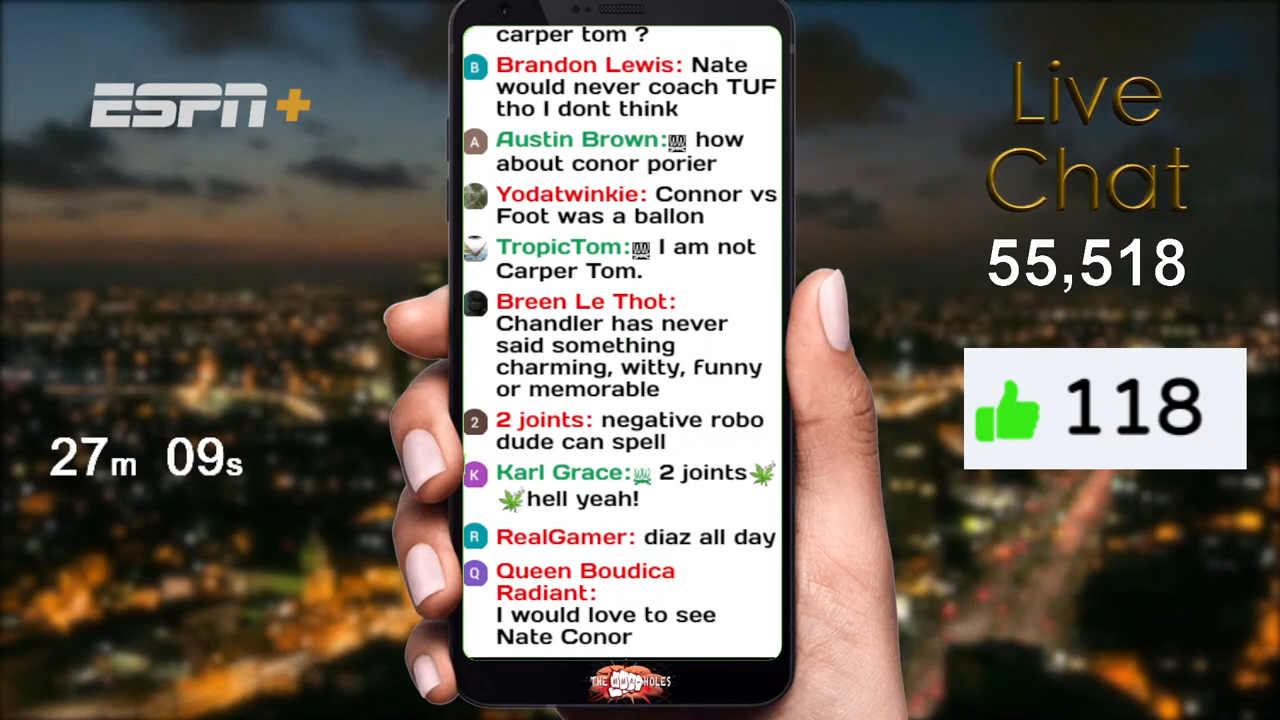 carper tom ?
Brandon Lewis: Nate
would never coach TUF
tho I dont think
Austin Brown: how
about conor porier
Yodatwinkie: Connor vs
Foot was a ballon
TropicTom: I am not
Carper Tom.
Breen Le Thot:
Chandler has never
said something
charming, witty, funny
or memorable
2 joints: negative robo
dude can spell
Karl Grace: 2 joints
hell yeah!
RealGamer: diaz all day
Queen Boudica
Radiant:
I would love to see
Nate Conor
B
A
2
K
R
Q
THE MMA-HOLES
ESPN+
27m 09s
Live
Chat
55,518
118